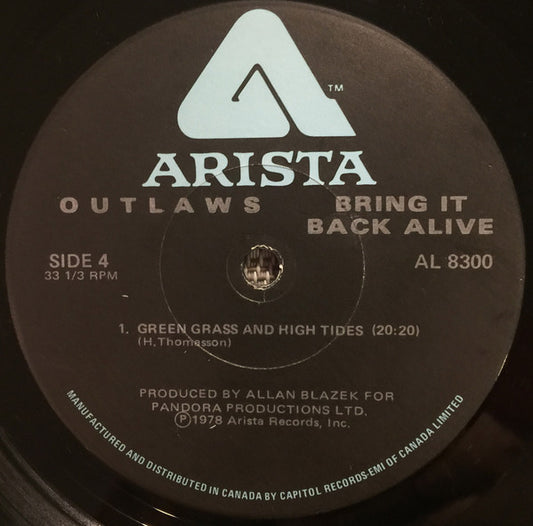 ™
ARISTA
OUTLAWS BRING IT
BACK ALIVE
SIDE 4 AL 8300
33 1/3 RPM
1. GREEN GRASS AND HIGH TIDES (20:20)
(H. Thomasson)
PRODUCED BY ALLAN BLAZEK FOR
PANDORA PRODUCTIONS LTD.
Ⓟ1978 Arista Records, Inc.
MANUFACTURED AND DISTRIBUTED IN CANADA BY CAPITOL RECORDS-EMI OF CANADA LIMITED